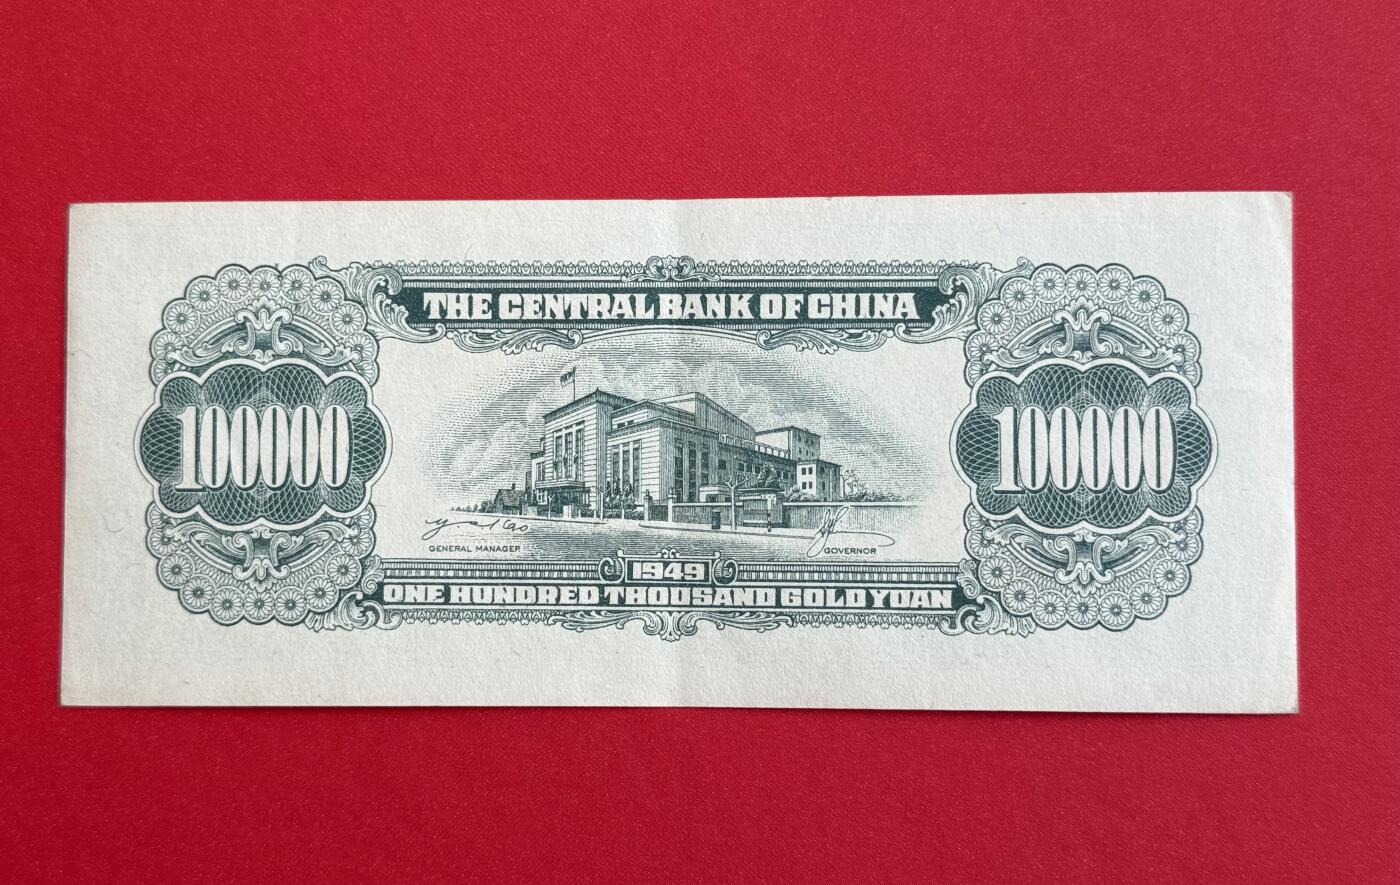 THE CENTRAL BANK OF CHINA
100000
100000
GENERAL MANAGER
GOVERNOR
1949
ONE HUNDRED THOUSAND GOLD YUAN